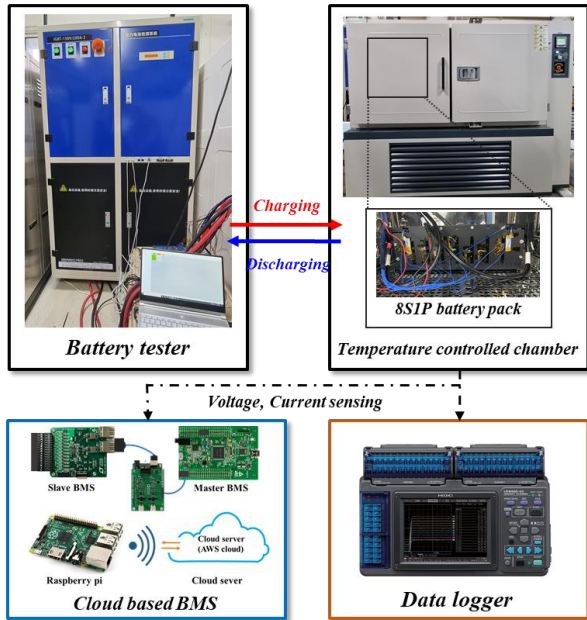 Charging
Discharging
8S1P battery pack
Battery tester
Temperature controlled chamber
Voltage, Current sensing
Slave BMS
Master BMS
HIOKI
Cloud server
(AWS cloud)
Raspberry pi
Cloud sever
Cloud based BMS
Data logger